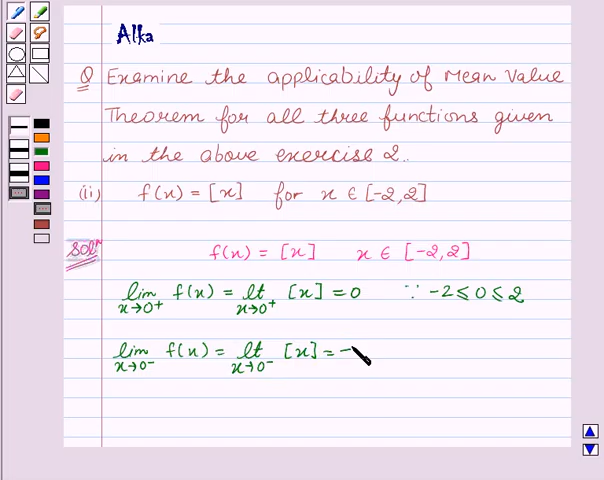 Alka
Q Examine the applicability of Mean Value
Theorem for all three functions given
in the above exercise 2.
(ii) f(x) = [x] for x ∈ [-2,2]
Solⁿ f(x) = [x] x ∈ [-2,2]
lim x→0⁺ f(x) = lt x→0⁺ [x] = 0 ∵ -2 ⩽ 0 ⩽ 2
lim x→0⁻ f(x) = lt x→0⁻ [x] = -